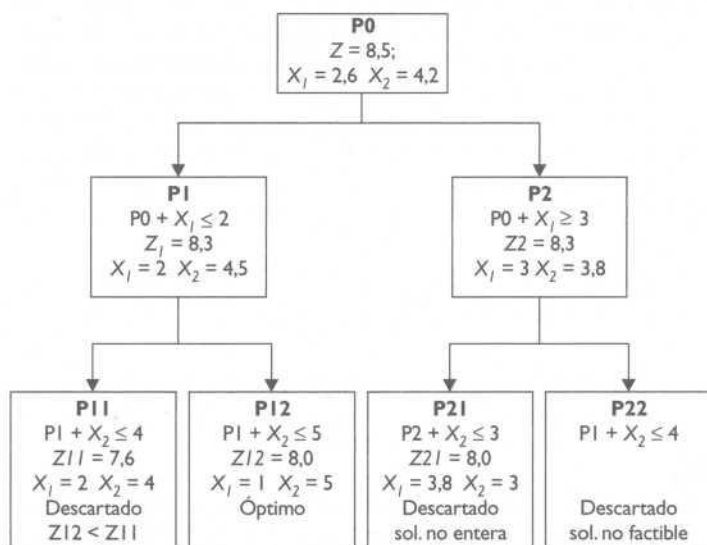 P0
Z = 8,5;
X₁ = 2,6 X₂ = 4,2
P1
P0 + X₁ ≤ 2
Z₁ = 8,3
X₁ = 2 X₂ = 4,5
P2
P0 + X₁ ≥ 3
Z2 = 8,3
X₁ = 3 X₂ = 3,8
P11
P1 + X₂ ≤ 4
Z11 = 7,6
X₁ = 2 X₂ = 4
Descartado
Z12 < Z11
P12
P1 + X₂ ≤ 5
Z12 = 8,0
X₁ = 1 X₂ = 5
Óptimo
P21
P2 + X₂ ≤ 3
Z21 = 8,0
X₁ = 3,8 X₂ = 3
Descartado
sol. no entera
P22
P1 + X₂ ≤ 4
Descartado
sol. no factible